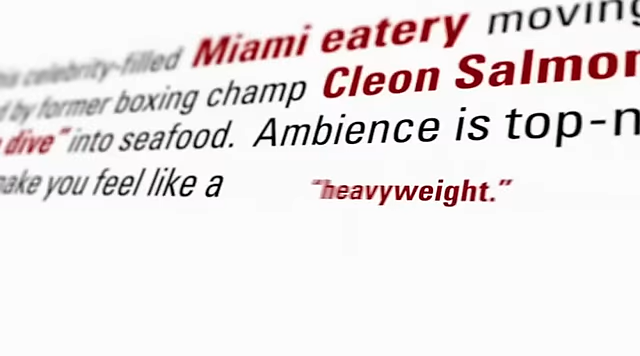 celebrity-filled Miami eatery moving
by former boxing champ Cleon Salmon
dive" into seafood. Ambience is top-n
make you feel like a "heavyweight."